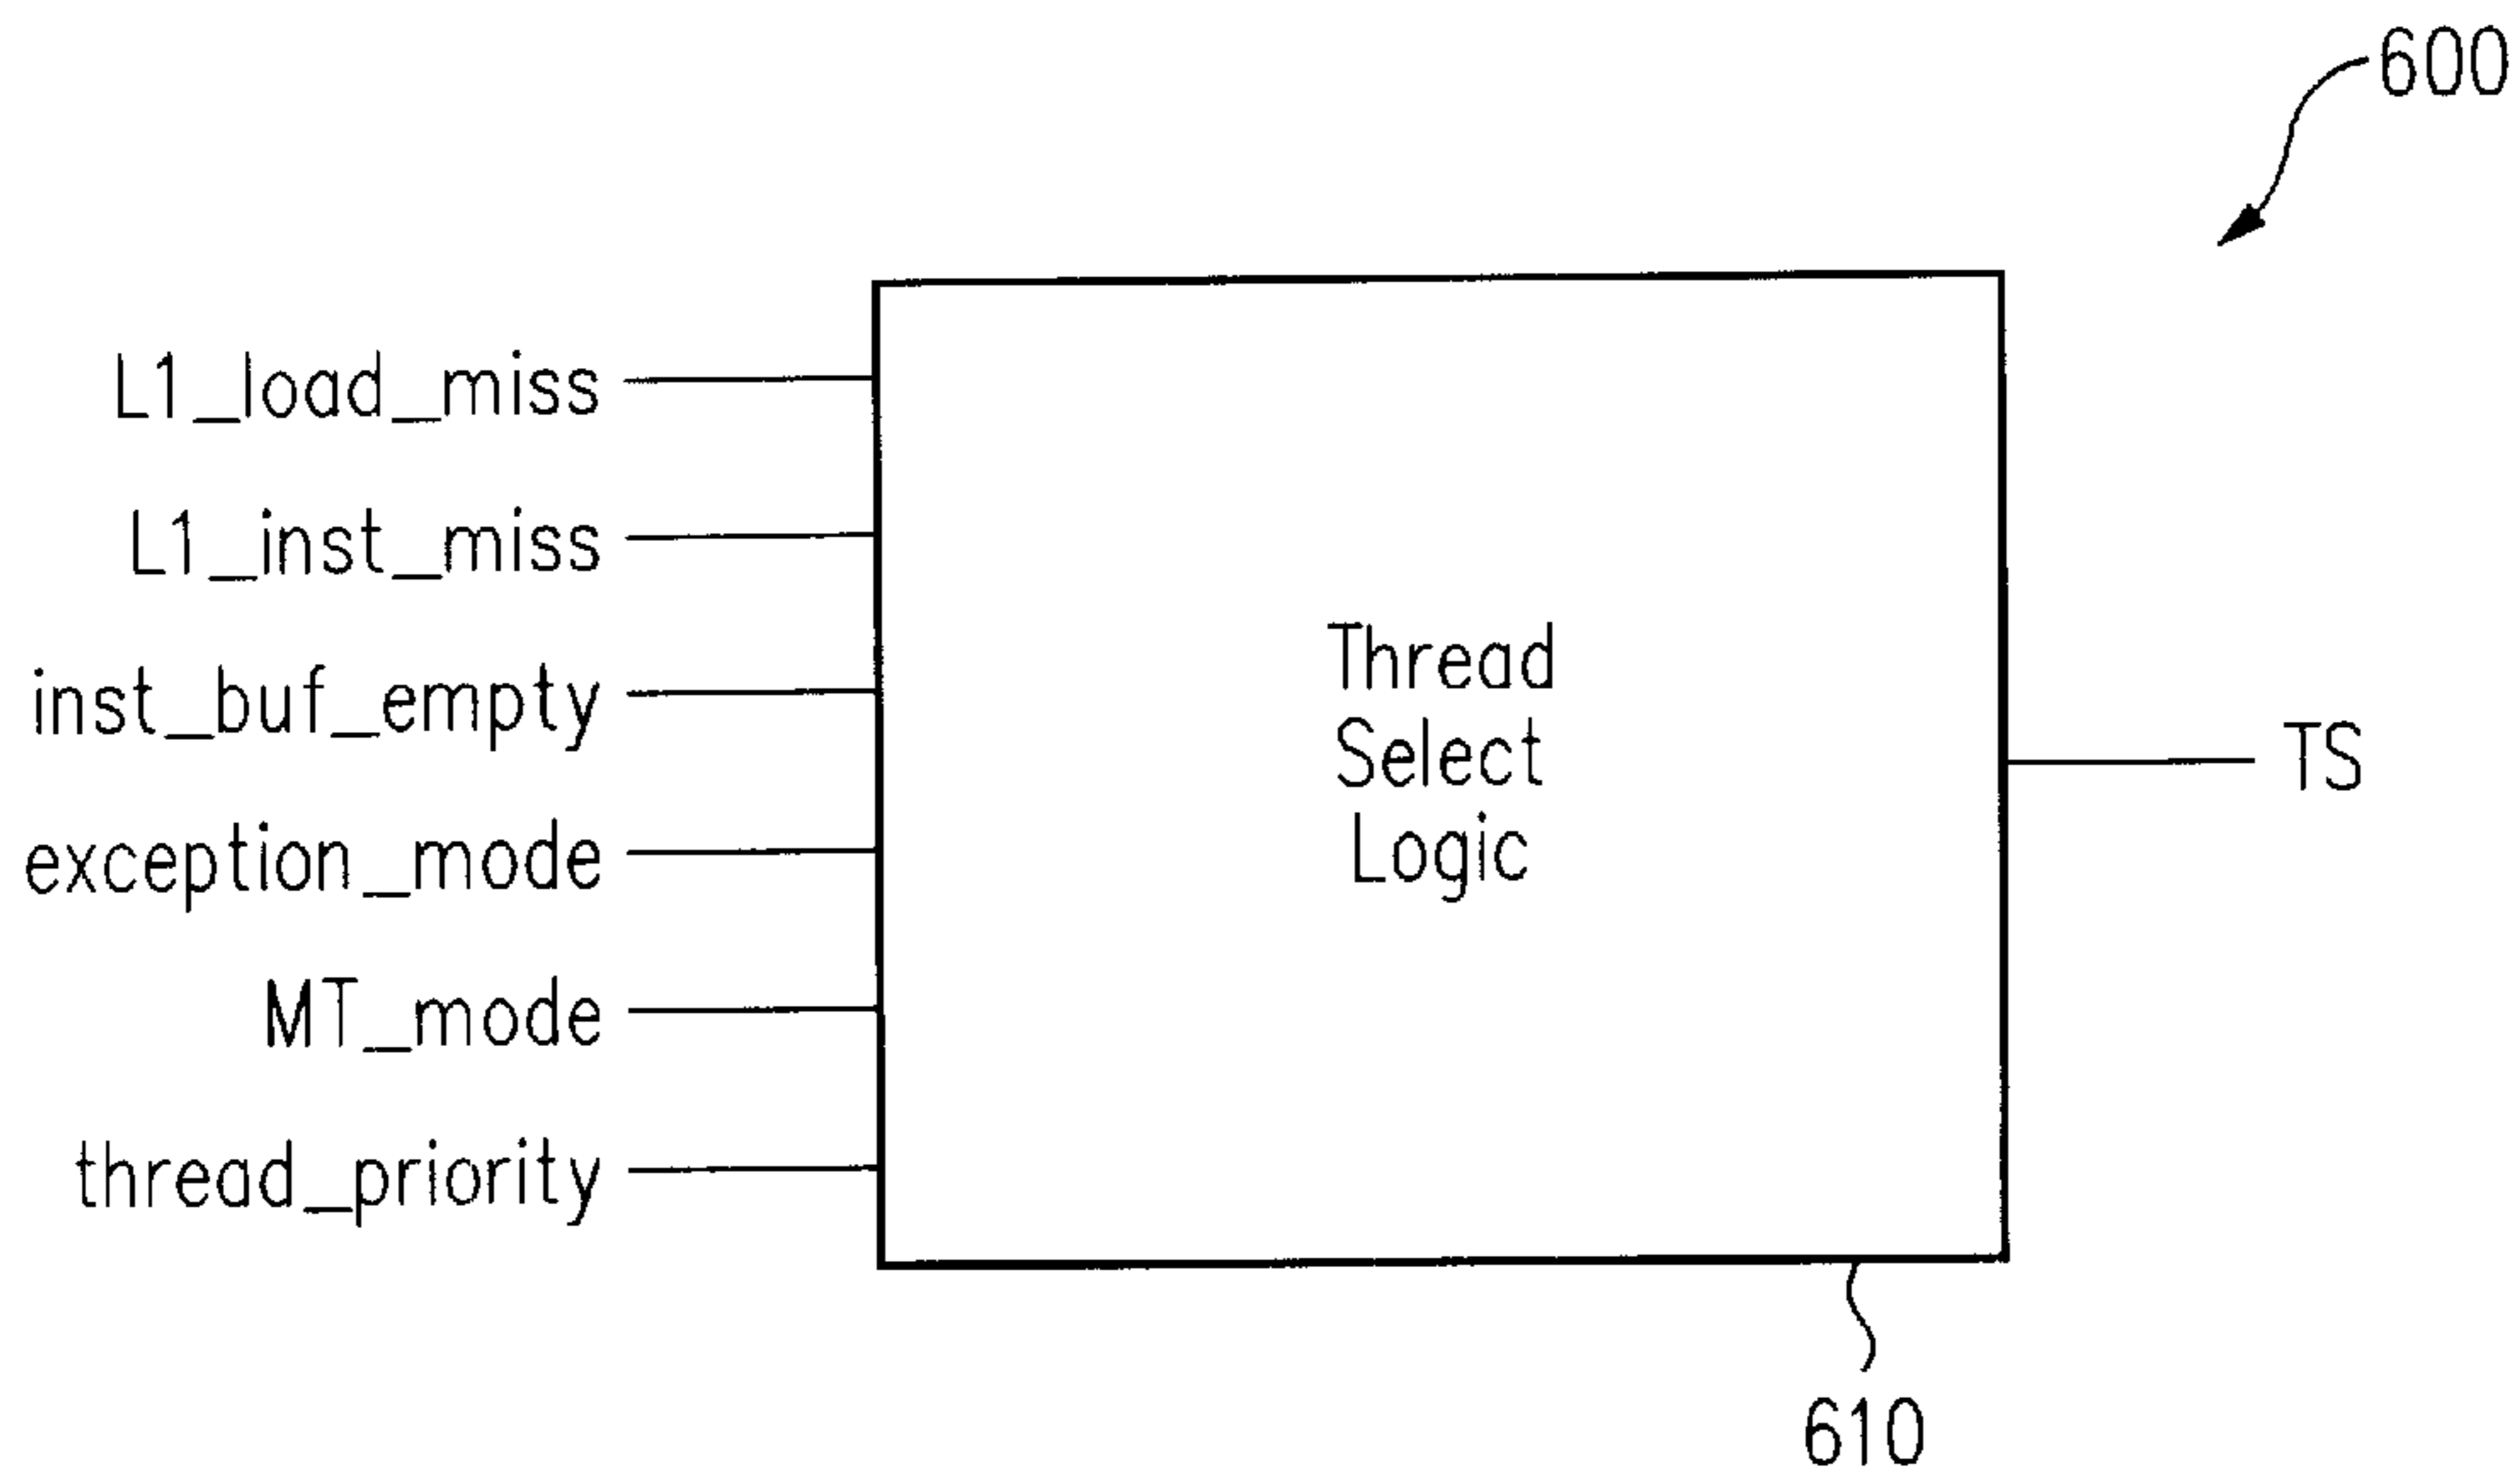 600
L1_load_miss
L1_inst_miss
inst_buf_empty
exception_mode
MT_mode
thread_priority
Thread
Select
Logic
TS
610